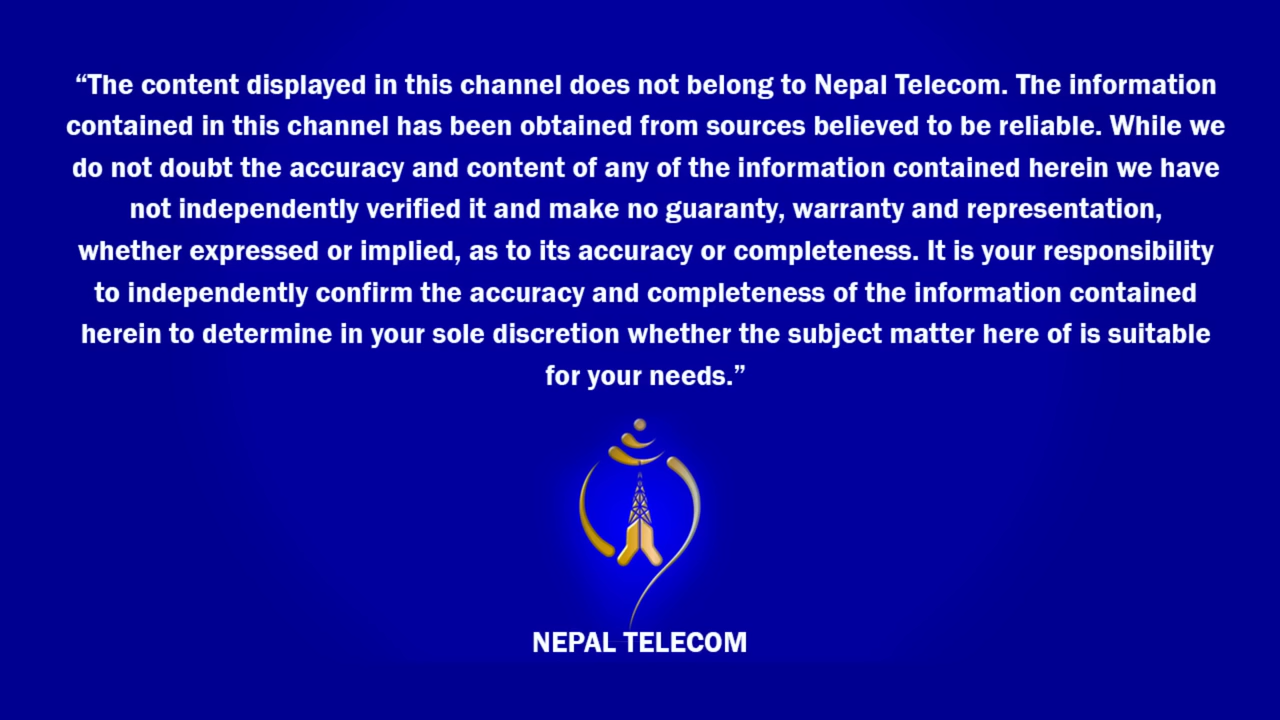 “The content displayed in this channel does not belong to Nepal Telecom. The information
contained in this channel has been obtained from sources believed to be reliable. While we
do not doubt the accuracy and content of any of the information contained herein we have
not independently verified it and make no guaranty, warranty and representation,
whether expressed or implied, as to its accuracy or completeness. It is your responsibility
to independently confirm the accuracy and completeness of the information contained
herein to determine in your sole discretion whether the subject matter here of is suitable
for your needs.”
NEPAL TELECOM